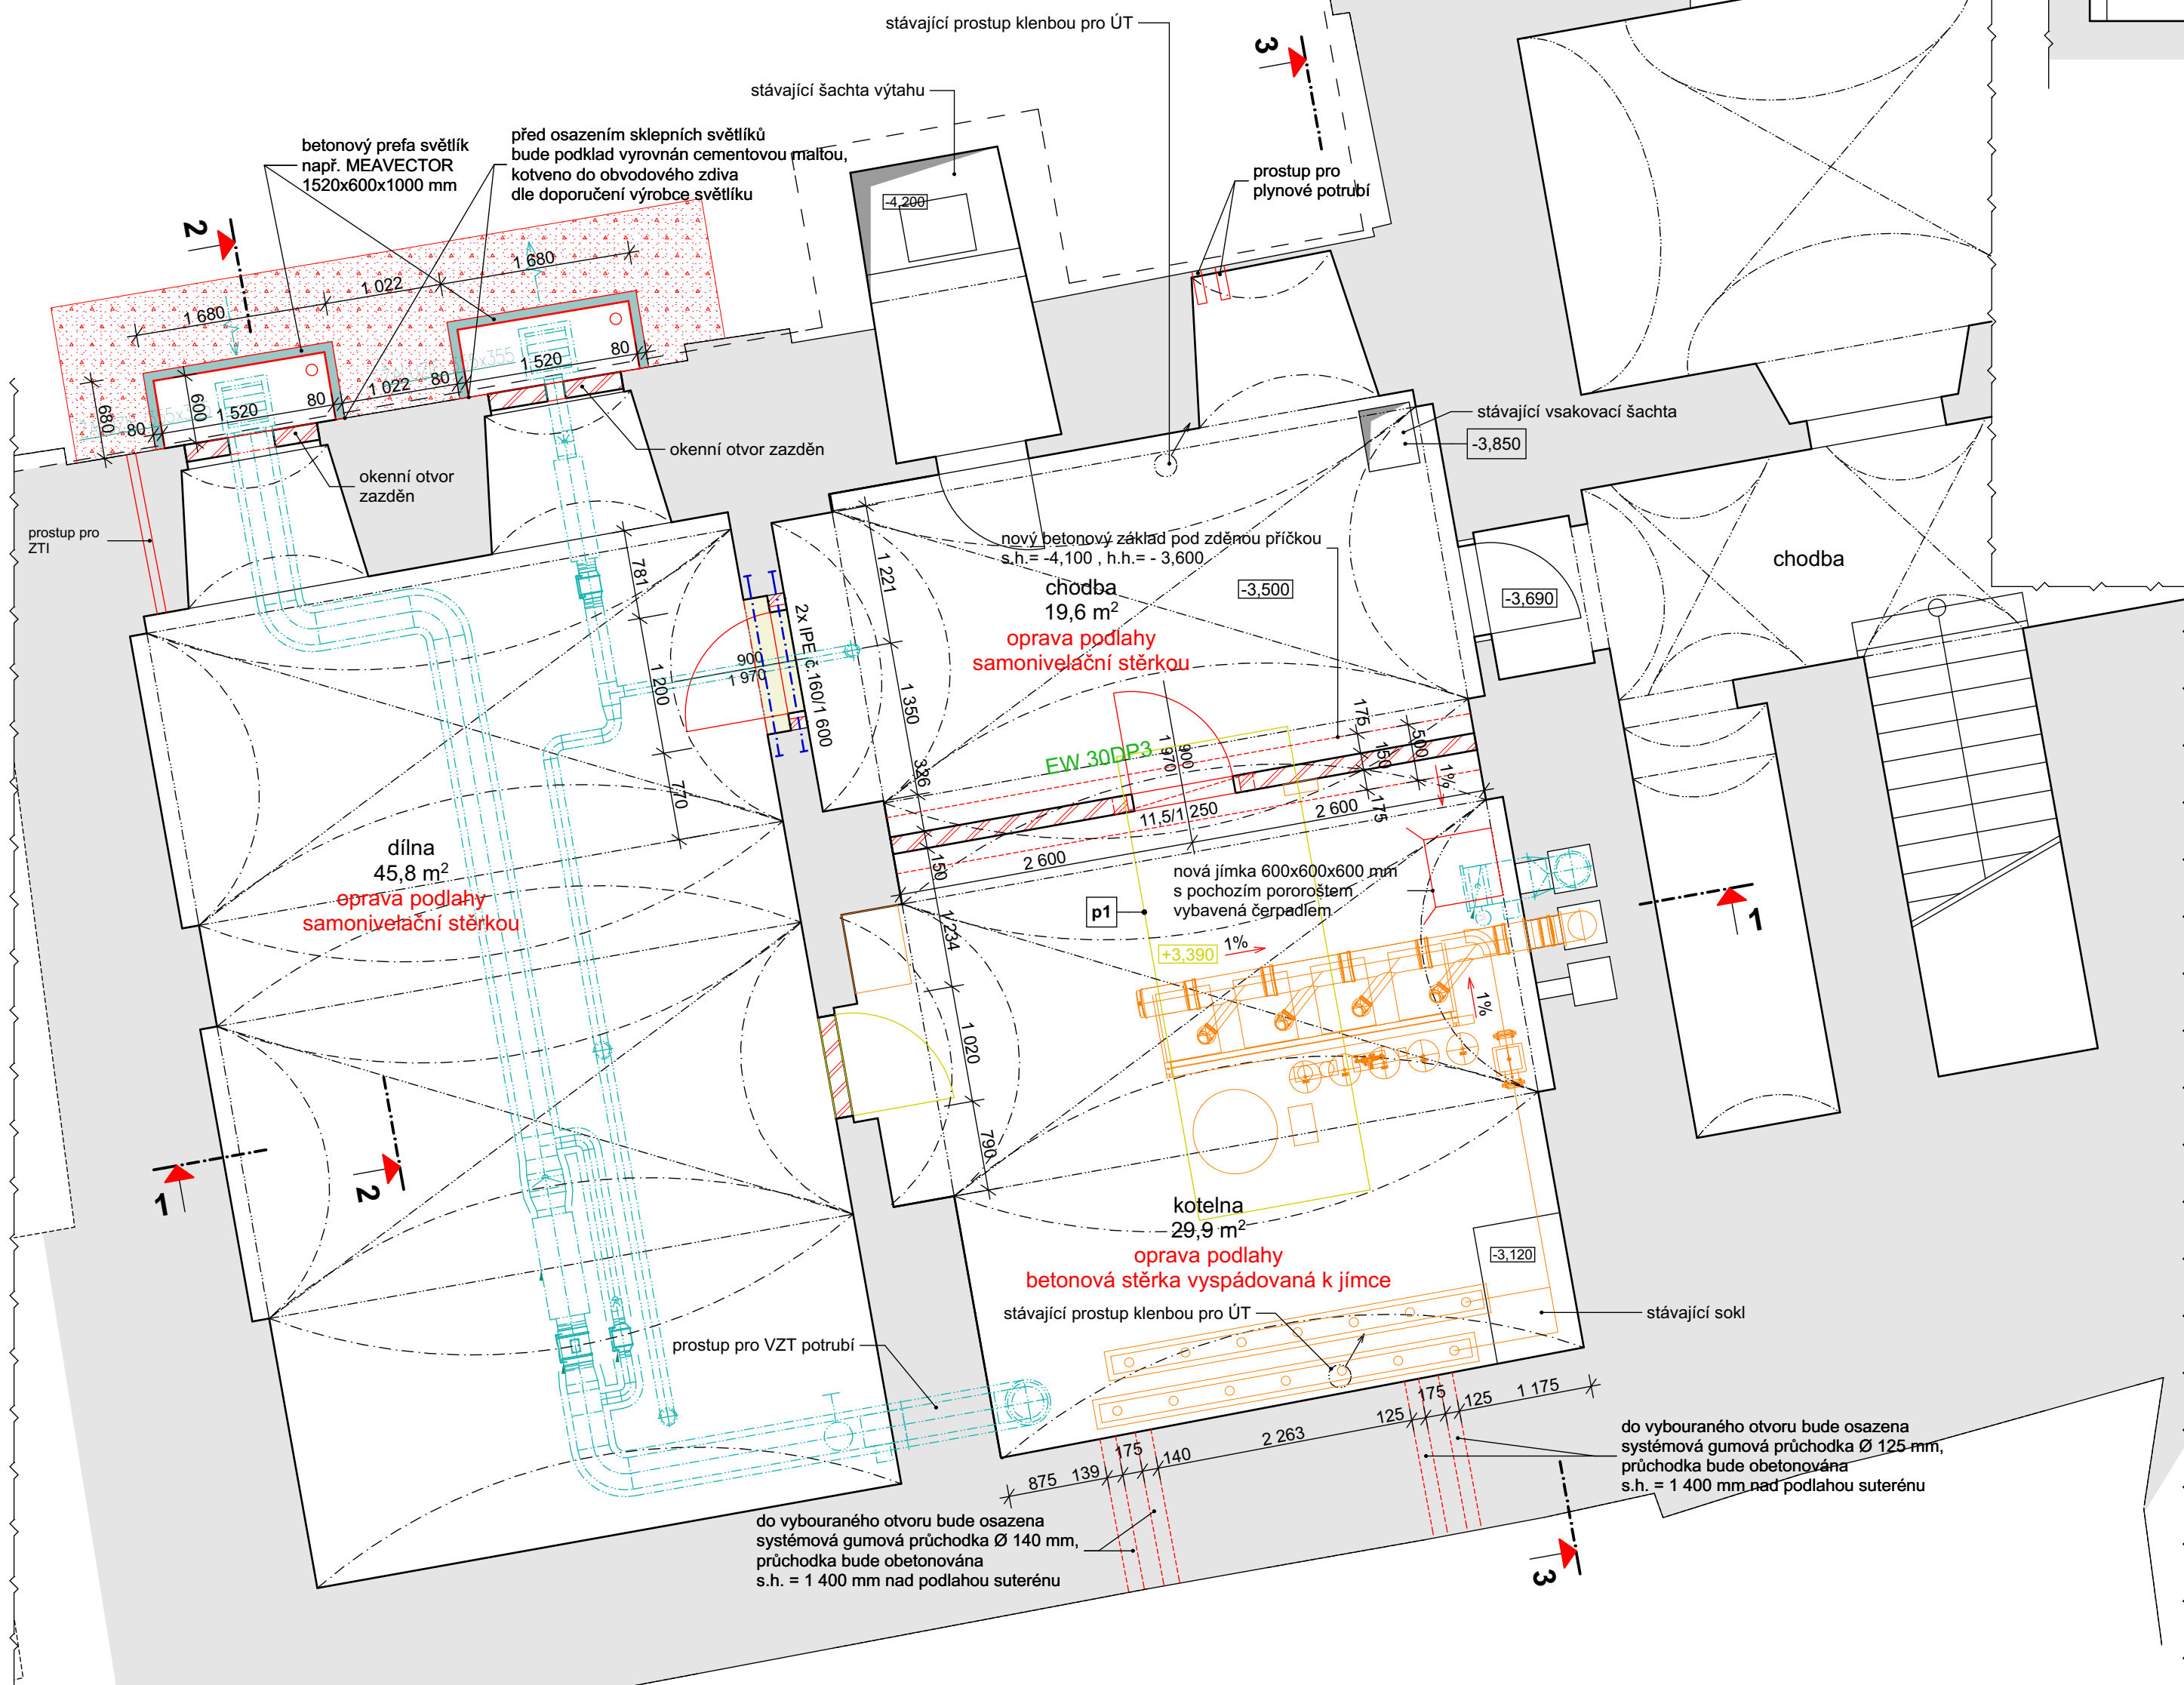 stávající prostup klenbou pro ÚT
3
stávající šachta výtahu
betonový prefa světlík
např. MEAVECTOR
1520x600x1000 mm
před osazením sklepních světlíků
bude podklad vyrovnán cementovou maltou,
kotveno do obvodového zdiva
dle doporučení výrobce světlíku
prostup pro
plynové potrubí
-4,200
2
1 680
1 022
1 680
1 520
80
1 022
80
1 520
80
600
680
80
okenní otvor zazděn
okenní otvor
zazděn
prostup pro
ZTI
stávající vsakovací šachta
-3,850
nový betonový základ pod zděnou příčkou
s.h.= -4,100 , h.h.= - 3,600
chodba
19,6 m²
oprava podlahy
samonivelační stěrkou
-3,500
-3,690
chodba
781
1 200
770
900
1 970
2x IPE č.160/1 600
1 221
1 350
326
EW 30DP3
900
1 970
175
150
500
175
1%
11,5/1 250
2 600
2 600
150
1 234
1 020
790
dílna
45,8 m²
oprava podlahy
samonivelační stěrkou
nová jímka 600x600x600 mm
s pochozím pororoštem
vybavená čerpadlem
p1
+3,390
1%
1%
1
1
2
kotelna
29,9 m²
oprava podlahy
betonová stěrka vyspádovaná k jímce
-3,120
stávající prostup klenbou pro ÚT
stávající sokl
prostup pro VZT potrubí
875
139
175
140
2 263
125
175
125
1 175
do vybouraného otvoru bude osazena
systémová gumová průchodka Ø 125 mm,
průchodka bude obetonována
s.h. = 1 400 mm nad podlahou suterénu
do vybouraného otvoru bude osazena
systémová gumová průchodka Ø 140 mm,
průchodka bude obetonována
s.h. = 1 400 mm nad podlahou suterénu
3